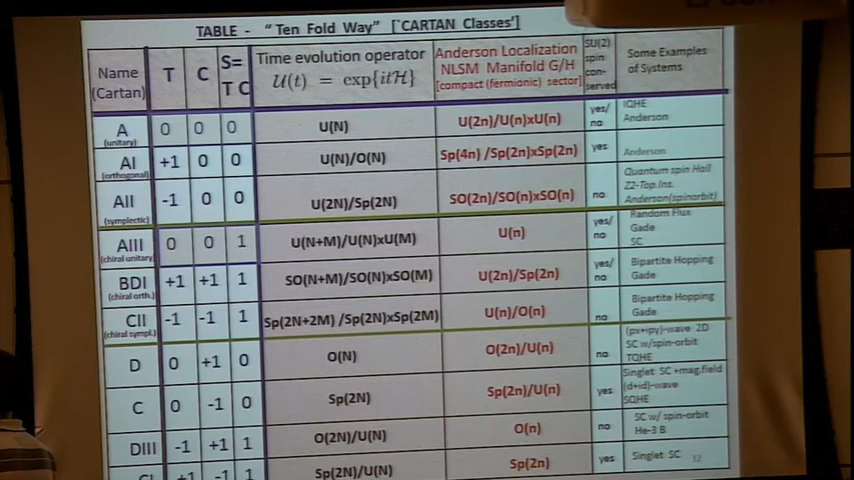 TABLE - " Ten Fold Way" [`CARTAN Classes']
Name (Cartan) T C S= T C Time evolution operator U(t) = exp{itH} Anderson Localization NLSM Manifold G/H [compact (fermionic) sector] SU(2) spin con- served Some Examples of Systems
A (unitary) 0 0 0 U(N) U(2n)/U(n)xU(n) yes/ no IQHE Anderson
AI (orthogonal) +1 0 0 U(N)/O(N) Sp(4n) /Sp(2n)xSp(2n) yes Anderson
AII (symplectic) -1 0 0 U(2N)/Sp(2N) SO(2n)/SO(n)xSO(n) no Quantum spin Hall Z2-Top.Ins. Anderson(spinorbit)
AIII (chiral unitary) 0 0 1 U(N+M)/U(N)xU(M) U(n) yes/ no Random Flux Gade SC
BDI (chiral orth.) +1 +1 1 SO(N+M)/SO(N)xSO(M) U(2n)/Sp(2n) yes/ no Bipartite Hopping Gade
CII (chiral sympl.) -1 -1 1 Sp(2N+2M) /Sp(2N)xSp(2M) U(n)/O(n) no Bipartite Hopping Gade
D 0 +1 0 O(N) O(2n)/U(n) no (px+ipy)-wave 2D SC w/spin-orbit TQHE
C 0 -1 0 Sp(2N) Sp(2n)/U(n) yes Singlet SC +mag.field (d+id)-wave SQHE
DIII -1 +1 1 O(2N)/U(N) O(n) no SC w/ spin-orbit He-3 B
CI +1 -1 1 Sp(2N)/U(N) Sp(2n) yes Singlet SC 12